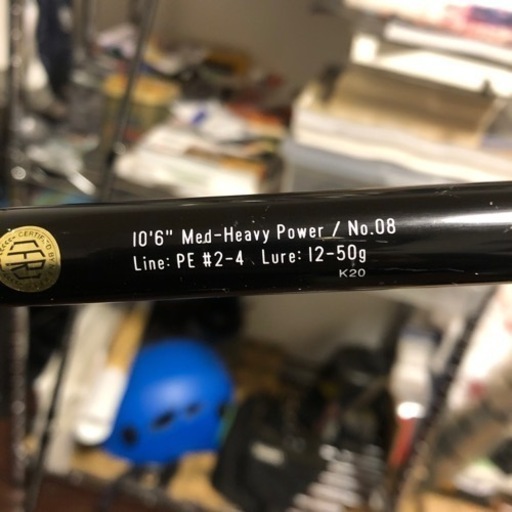 10'6" Med-Heavy Power / No.08
Line: PE #2-4 Lure: 12-50g
K20